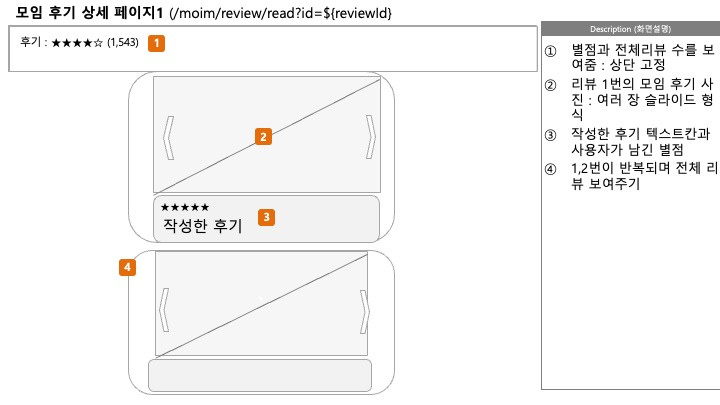 모임 후기 상세 페이지1 (/moim/review/read?id=${reviewId}
후기 : ★★★★☆ (1,543)
1
2
★★★★★
작성한 후기
3
4
Description (화면설명)
① 별점과 전체리뷰 수를 보
여줌 : 상단 고정
② 리뷰 1번의 모임 후기 사
진 : 여러 장 슬라이드 형
식
③ 작성한 후기 텍스트칸과
사용자가 남긴 별점
④ 1,2번이 반복되며 전체 리
뷰 보여주기